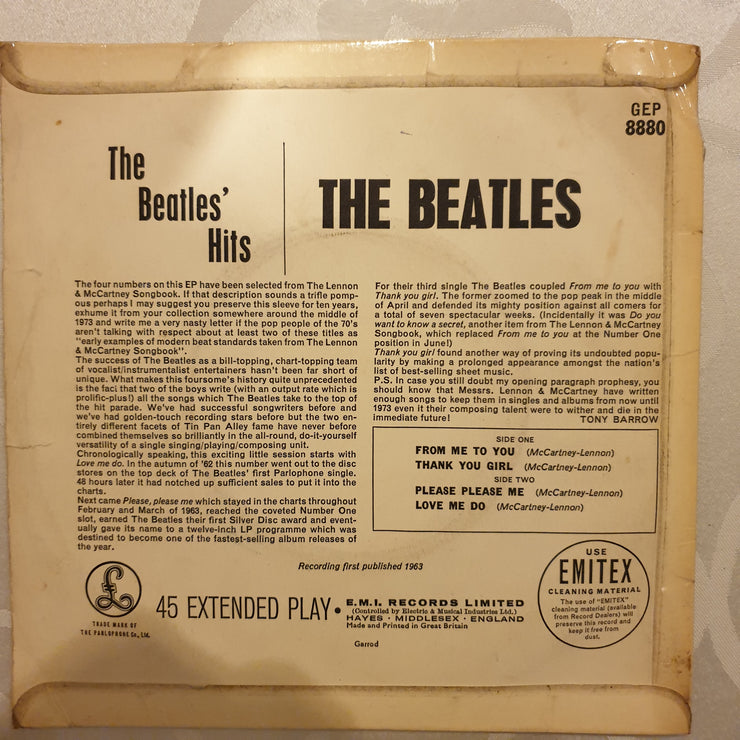 GEP
8880
The
Beatles'
Hits
THE BEATLES
The four numbers on this EP have been selected from The Lennon
& McCartney Songbook. If that description sounds a trifle pomp-
ous perhaps I may suggest you preserve this sleeve for ten years,
exhume it from your collection somewhere around the middle of
1973 and write me a very nasty letter if the pop people of the 70's
aren't talking with respect about at least two of these titles as
"early examples of modern beat standards taken from The Lennon
& McCartney Songbook".
The success of The Beatles as a bill-topping, chart-topping team
of vocalist/instrumentalist entertainers hasn't been far short of
unique. What makes this foursome's history quite unprecedented
is the fact that two of the boys write (with an output rate which is
prolific-plus!) all the songs which The Beatles take to the top of
the hit parade. We've had successful songwriters before and
we've had golden-touch recording stars before but the two en-
tirely different facets of Tin Pan Alley fame have never before
combined themselves so brilliantly in the all-round, do-it-yourself
versatility of a single singing/playing/composing unit.
Chronologically speaking, this exciting little session starts with
Love me do. In the autumn of '62 this number went out to the disc
stores on the top deck of The Beatles' first Parlophone single.
48 hours later it had notched up sufficient sales to put it into the
charts.
Next came Please, please me which stayed in the charts throughout
February and March of 1963, reached the coveted Number One
slot, earned The Beatles their first Silver Disc award and event-
ually gave its name to a twelve-inch LP programme which was
destined to become one of the fastest-selling album releases of
the year.
For their third single The Beatles coupled From me to you with
Thank you girl. The former zoomed to the pop peak in the middle
of April and defended its mighty position against all comers for
a total of seven spectacular weeks. (Incidentally it was Do you
want to know a secret, another item from The Lennon & McCartney
Songbook, which replaced From me to you at the Number One
position in June!)
Thank you girl found another way of proving its undoubted popu-
larity by making a prolonged appearance amongst the nation's
list of best-selling sheet music.
P.S. In case you still doubt my opening paragraph prophesy, you
should know that Messrs. Lennon & McCartney have written
enough songs to keep them in singles and albums from now until
1973 even if their composing talent were to wither and die in the
immediate future! TONY BARROW
SIDE ONE
FROM ME TO YOU (McCartney-Lennon)
THANK YOU GIRL (McCartney-Lennon)
SIDE TWO
PLEASE PLEASE ME (McCartney-Lennon)
LOVE ME DO (McCartney-Lennon)
Recording first published 1963
£
TRADE MARK OF
THE PARLOPHONE Co., Ltd.
45 EXTENDED PLAY •
E.M.I. RECORDS LIMITED
(Controlled by Electric & Musical Industries Ltd.)
HAYES · MIDDLESEX · ENGLAND
Made and Printed in Great Britain
Garrod
USE
EMITEX
CLEANING MATERIAL
The use of "EMITEX"
cleaning material (available
from Record Dealers) will
preserve this record and
keep it free from
dust.